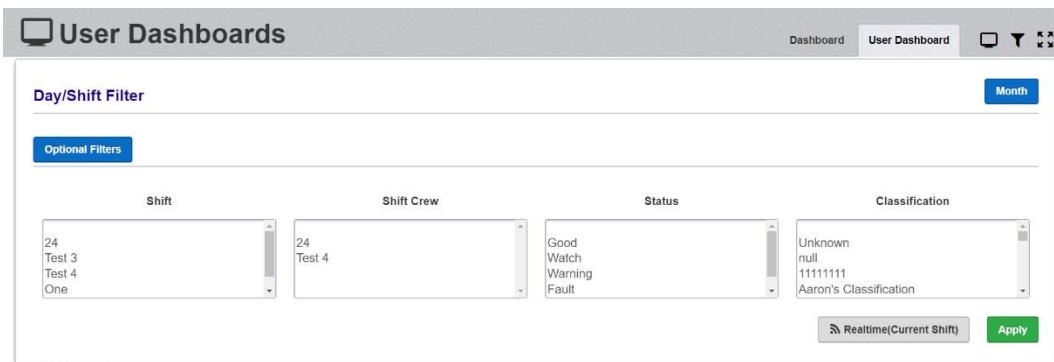 User Dashboards
Dashboard
User Dashboard
Day/Shift Filter
Month
Optional Filters
Shift
Shift Crew
Status
Classification
24
Test 3
Test 4
One
24
Test 4
Good
Watch
Warning
Fault
Unknown
null
11111111
Aaron's Classification
Realtime(Current Shift)
Apply